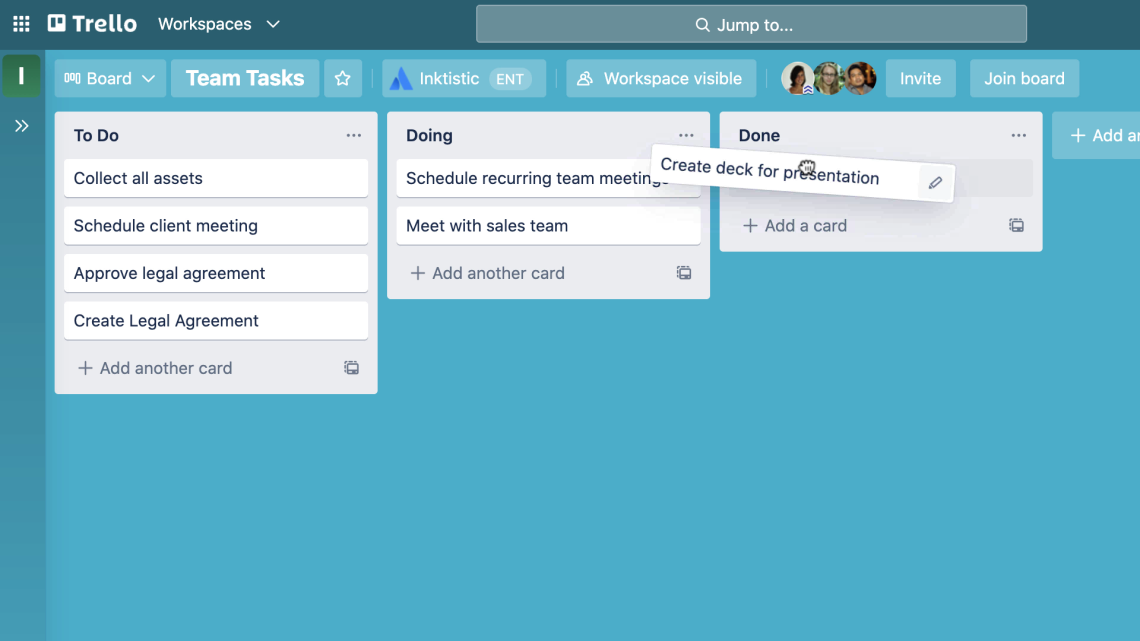 Trello
Workspaces
Jump to...
I
Board
Team Tasks
Inktistic ENT
Workspace visible
Invite
Join board
To Do
Collect all assets
Schedule client meeting
Approve legal agreement
Create Legal Agreement
+ Add another card
Doing
Schedule recurring team meetings
Meet with sales team
+ Add another card
Done
Create deck for presentation
+ Add a card
+ Add